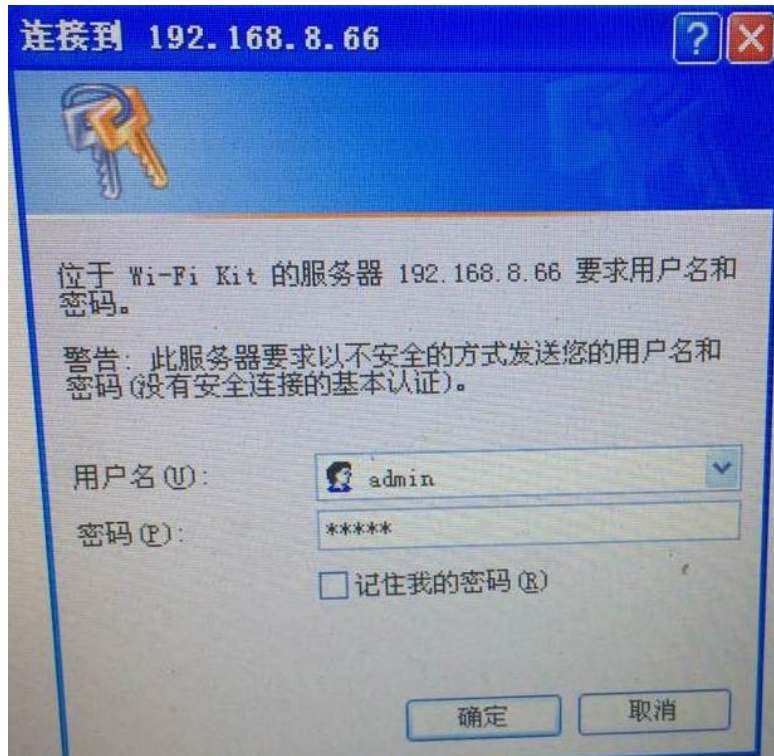 连接到 192.168.8.66
位于 Wi-Fi Kit 的服务器 192.168.8.66 要求用户名和
密码。
警告: 此服务器要求以不安全的方式发送您的用户名和
密码(没有安全连接的基本认证)。
用户名(U):
admin
密码(P):
*****
记住我的密码(R)
确定
取消